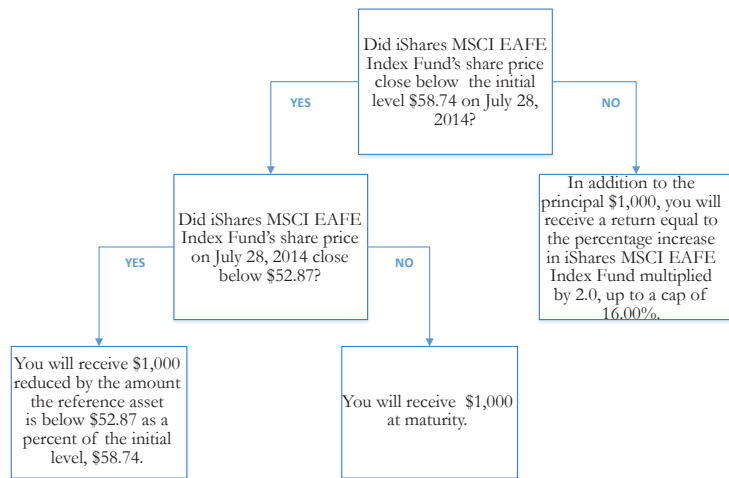 Did iShares MSCI EAFE
Index Fund's share price
close below the initial
level $58.74 on July 28,
2014?
YES
NO
Did iShares MSCI EAFE
Index Fund's share price
on July 28, 2014 close
below $52.87?
In addition to the
principal $1,000, you will
receive a return equal to
the percentage increase
in iShares MSCI EAFE
Index Fund multiplied
by 2.0, up to a cap of
16.00%.
YES
NO
You will receive $1,000
reduced by the amount
the reference asset
is below $52.87 as a
percent of the initial
level, $58.74.
You will receive $1,000
at maturity.